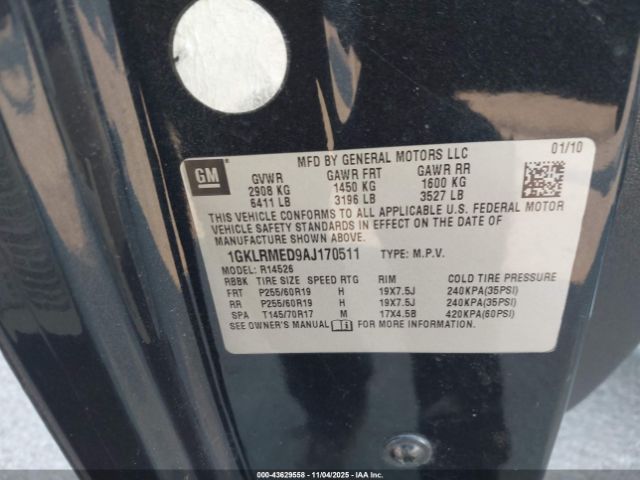 GM
MFD BY GENERAL MOTORS LLC 01/10
GVWR GAWR FRT GAWR RR
2908 KG 1450 KG 1600 KG
6411 LB 3196 LB 3527 LB
THIS VEHICLE CONFORMS TO ALL APPLICABLE U.S. FEDERAL MOTOR
VEHICLE SAFETY STANDARDS IN EFFECT ON THE DATE OF
MANUFACTURE SHOWN ABOVE.
1GKLRMED9AJ170511 TYPE: M.P.V.
MODEL: R14526
RBBK TIRE SIZE SPEED RTG RIM COLD TIRE PRESSURE
FRT P255/60R19 H 19X7.5J 240KPA(35PSI)
RR P255/60R19 H 19X7.5J 240KPA(35PSI)
SPA T145/70R17 M 17X4.5B 420KPA(60PSI)
SEE OWNER'S MANUAL FOR MORE INFORMATION.
000-43629558 - 11/04/2025 - IAAI.COM